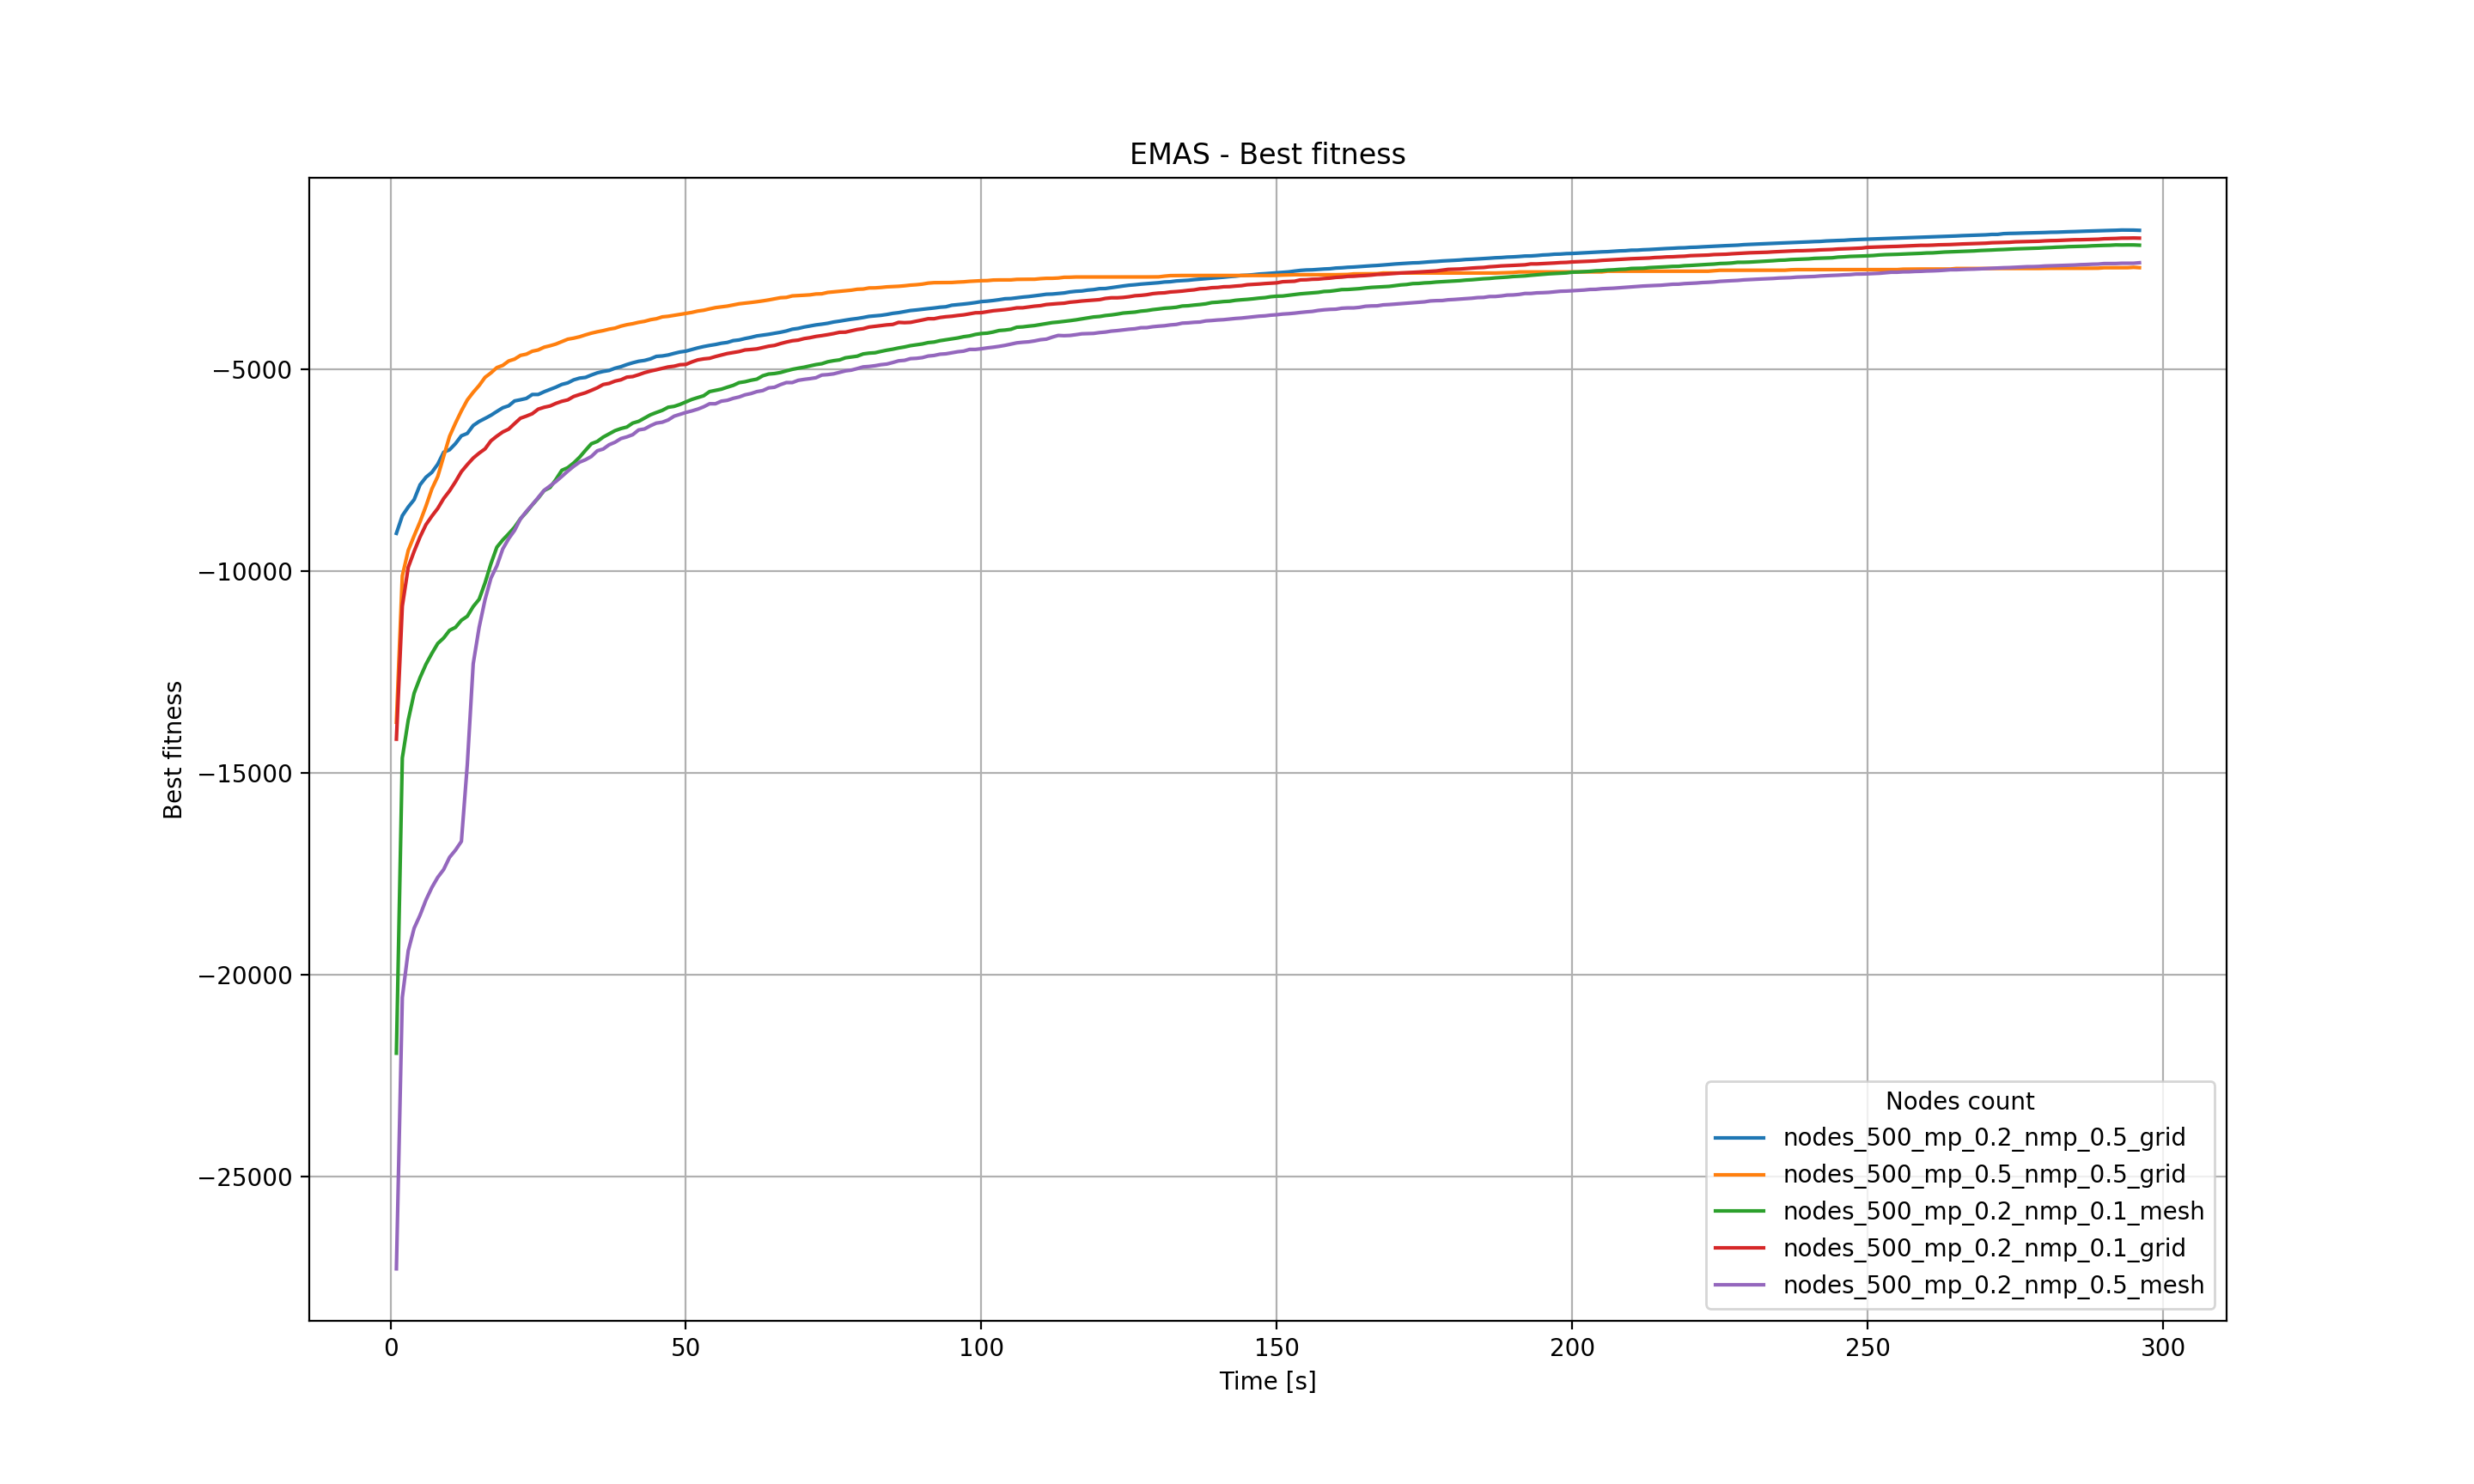 EMAS - Best fitness
Best fitness
−5000
−10000
−15000
−20000
−25000
0 50 100 150 200 250 300
Time [s]
Nodes count
nodes_500_mp_0.2_nmp_0.5_grid
nodes_500_mp_0.5_nmp_0.5_grid
nodes_500_mp_0.2_nmp_0.1_mesh
nodes_500_mp_0.2_nmp_0.1_grid
nodes_500_mp_0.2_nmp_0.5_mesh